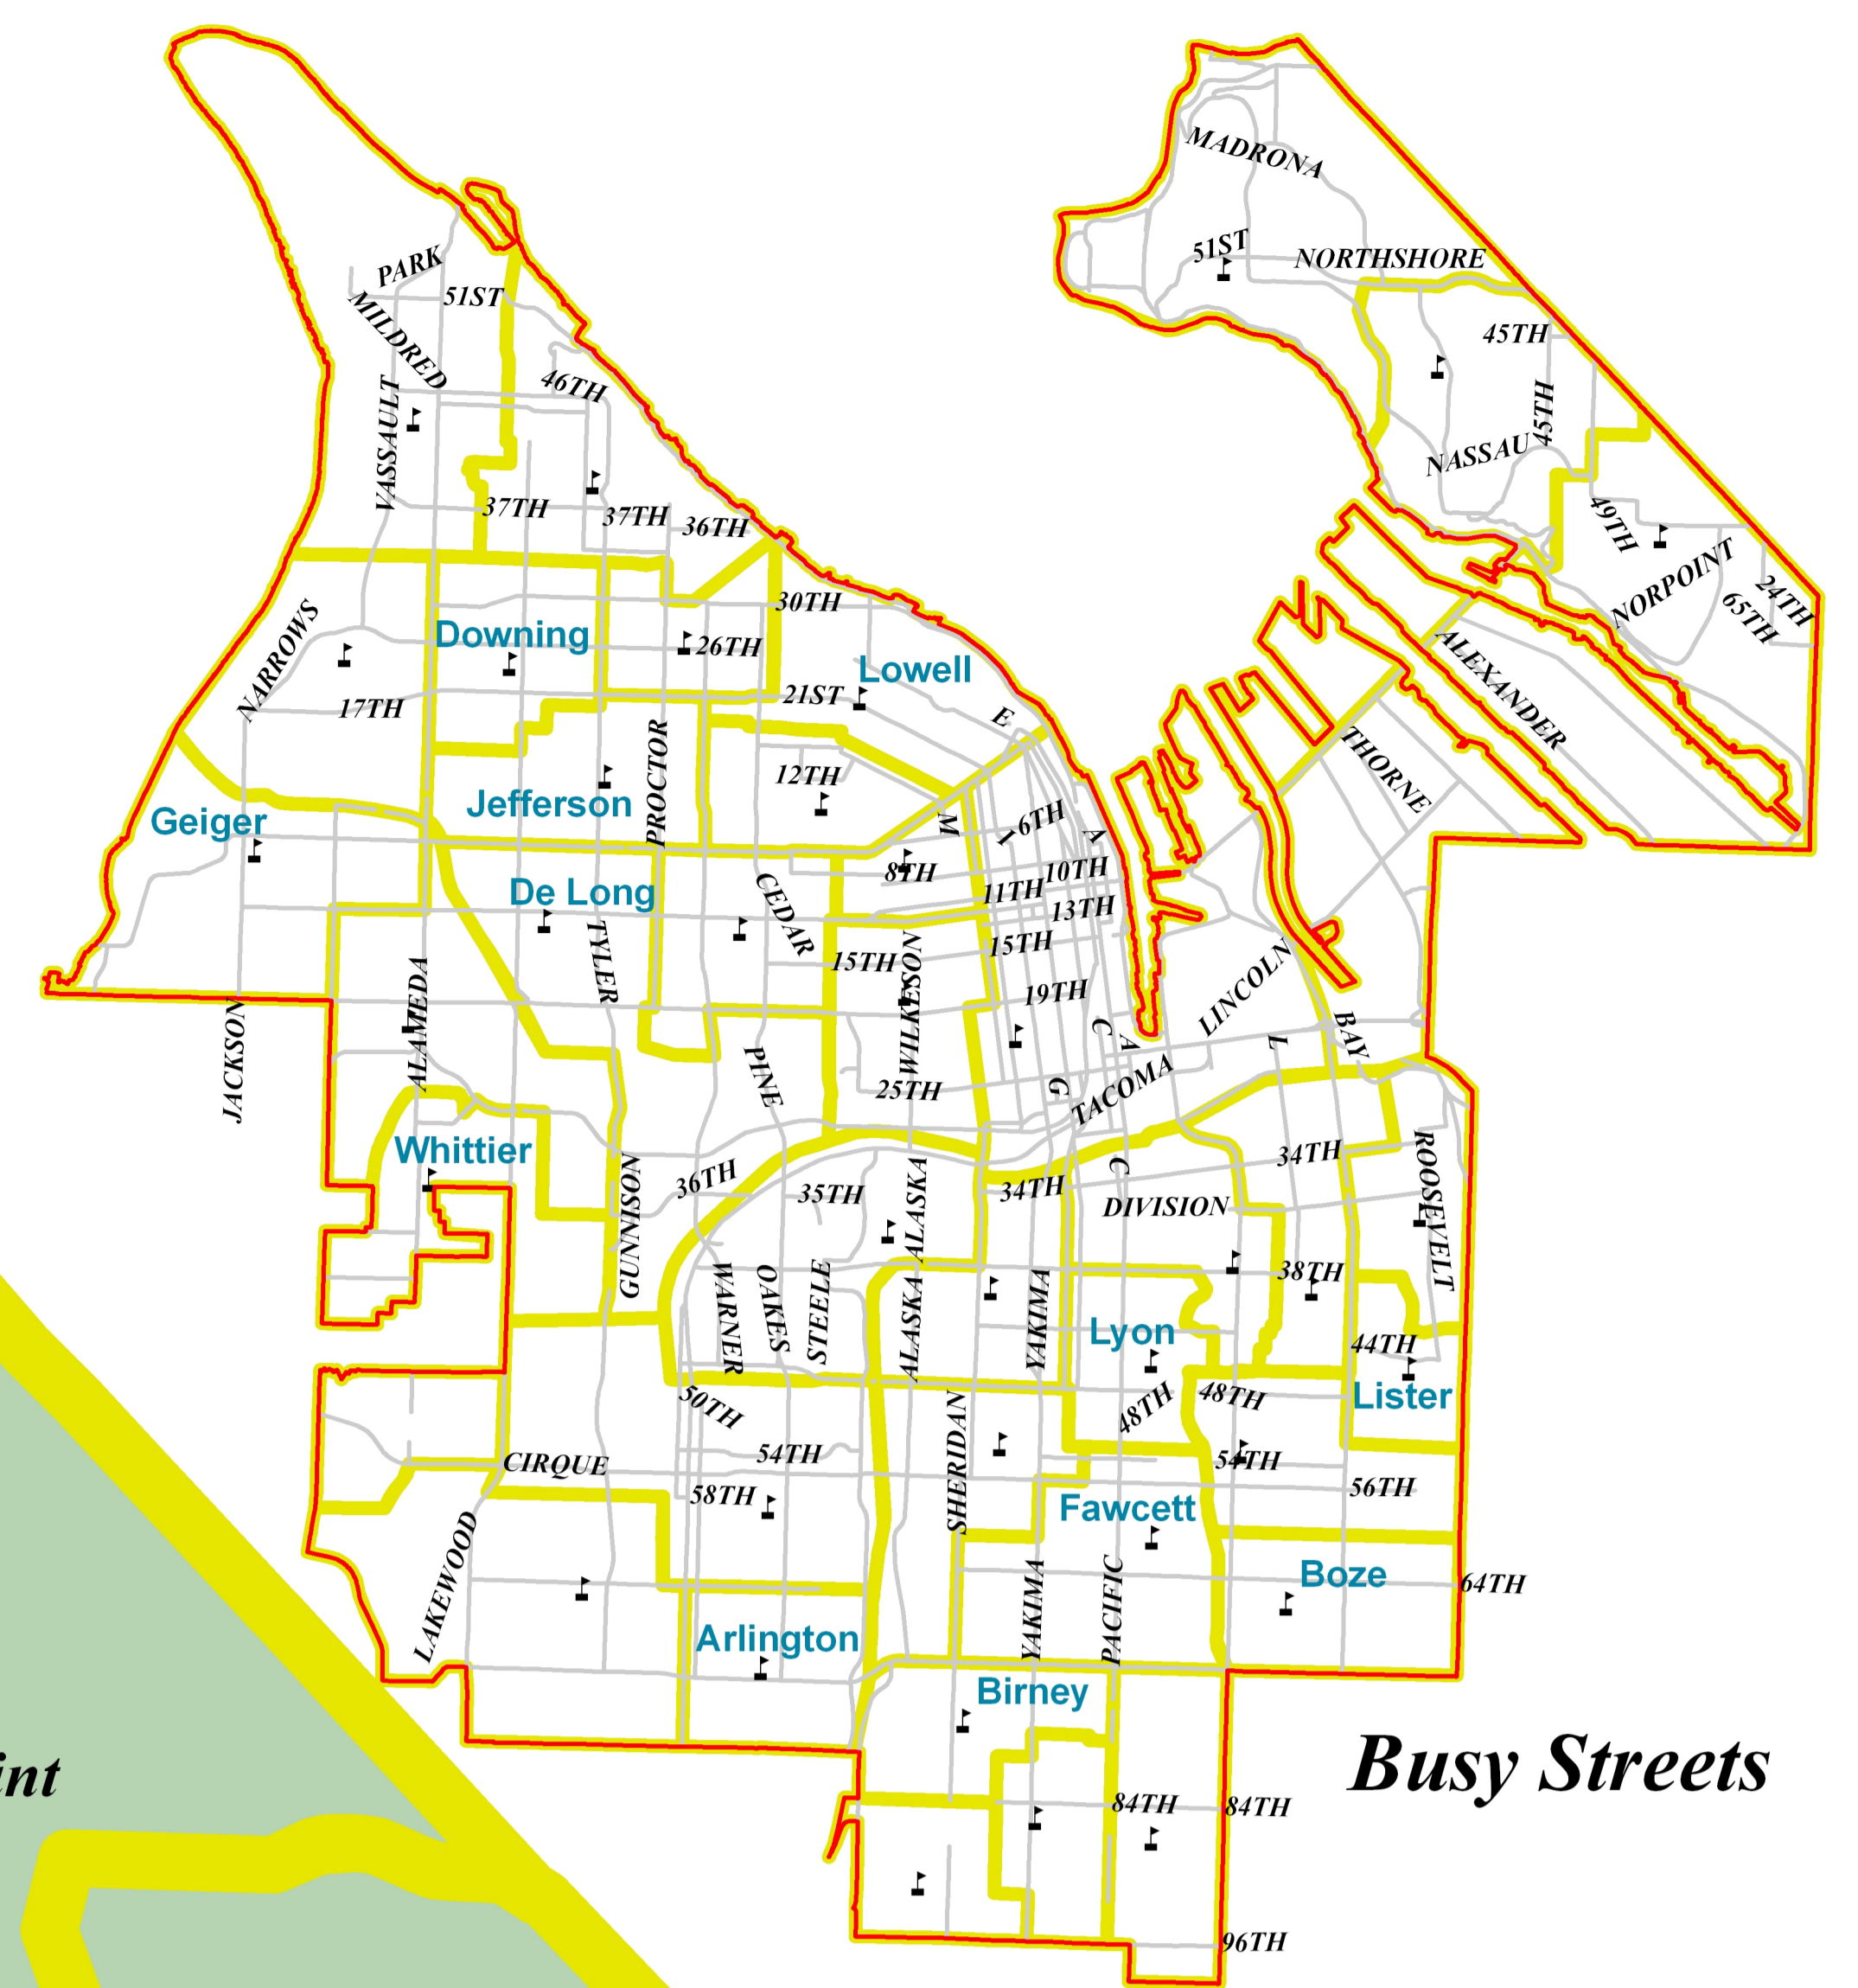 MADRONA
51ST
NORTHSHORE
PARK
51ST
MILDRED
45TH
46TH
VASSAULT
45TH
NASSAU
37TH
37TH
36TH
49TH
NORPOINT
24TH
65TH
30TH
Downing
26TH
NARROWS
Lowell
ALEXANDER
21ST
17TH
E
THORNE
PROCTOR
12TH
Jefferson
Geiger
M
I
6TH
A
8TH
10TH
De Long
11TH
CEDAR
13TH
TYLER
15TH
WILKESON
15TH
LINCOLN
19TH
ALAMEDA
JACKSON
C
A
L
BAY
PINE
25TH
G
TACOMA
Whittier
34TH
ROOSEVELT
36TH
35TH
ALASKA
34TH
C
DIVISION
GUNNISON
38TH
WARNER
OAKES
STEELE
ALASKA
YAKIMA
Lyon
44TH
50TH
48TH
48TH
Lister
SHERIDAN
CIRQUE
54TH
54TH
58TH
56TH
Fawcett
LAKEWOOD
YAKIMA
PACIFIC
Boze
64TH
Arlington
Birney
Busy Streets
int
84TH
84TH
96TH